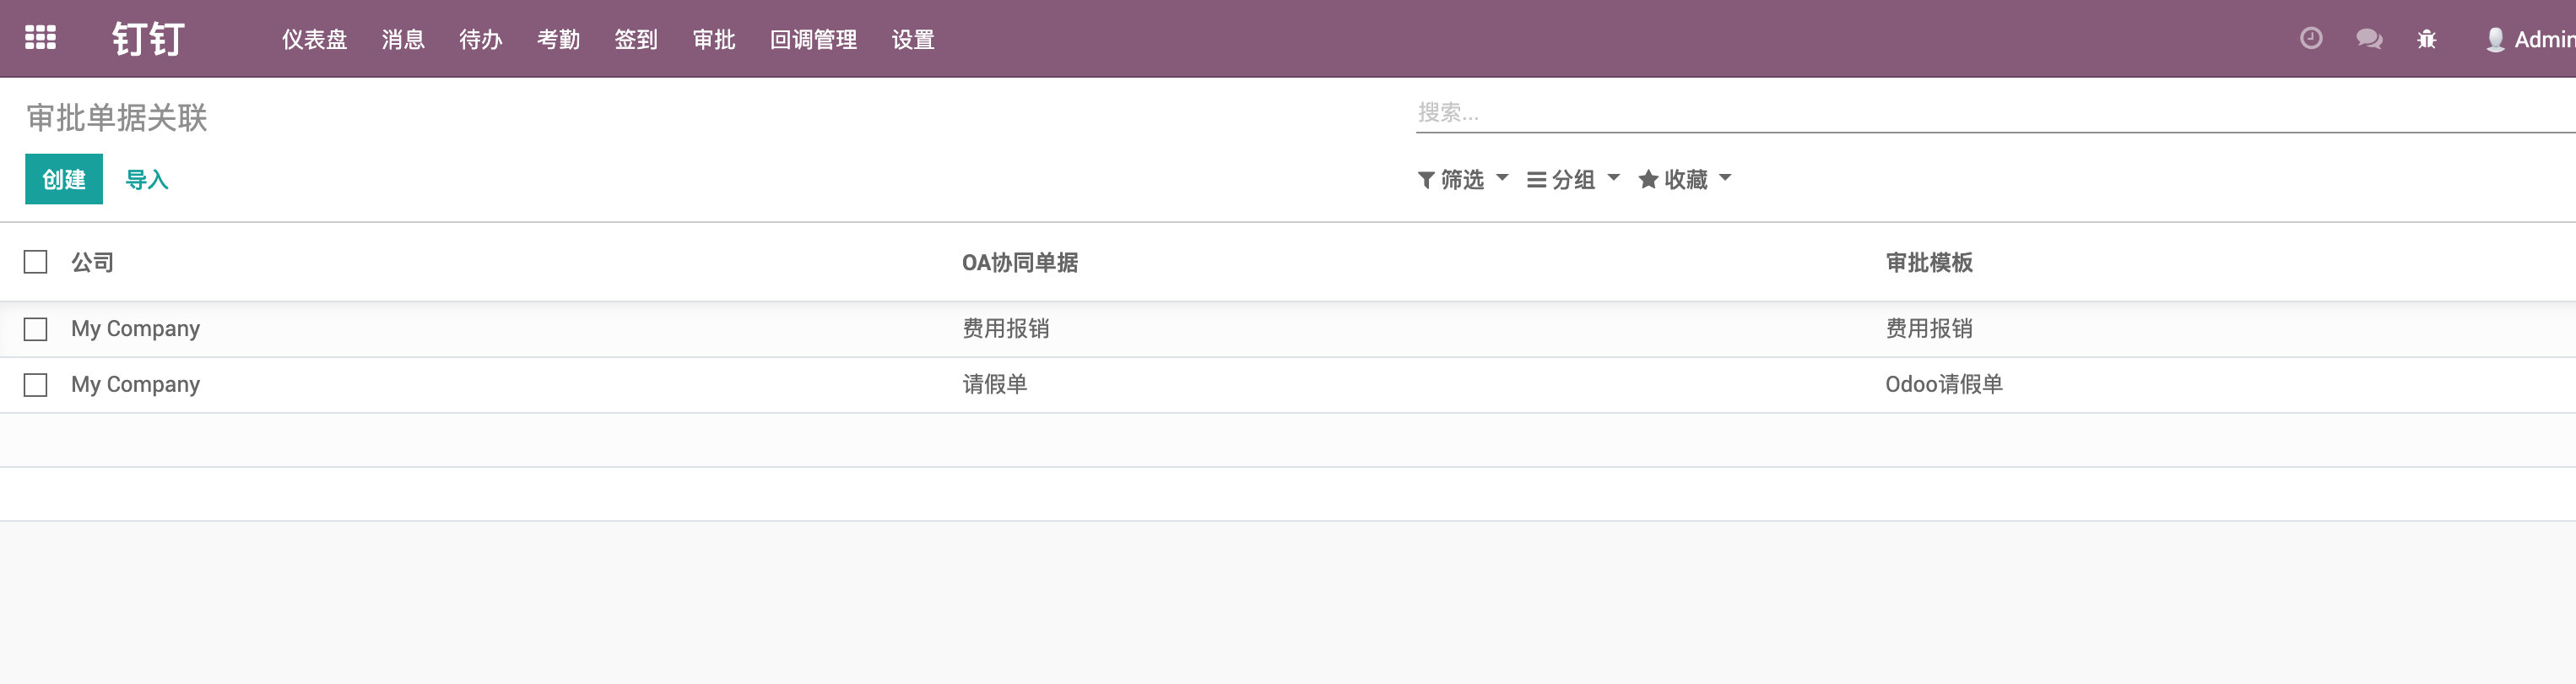 钉钉 仪表盘 消息 待办 考勤 签到 审批 回调管理 设置 Admin
审批单据关联 搜索...
创建 导入 筛选 分组 收藏
公司 OA协同单据 审批模板
My Company 费用报销 费用报销
My Company 请假单 Odoo请假单